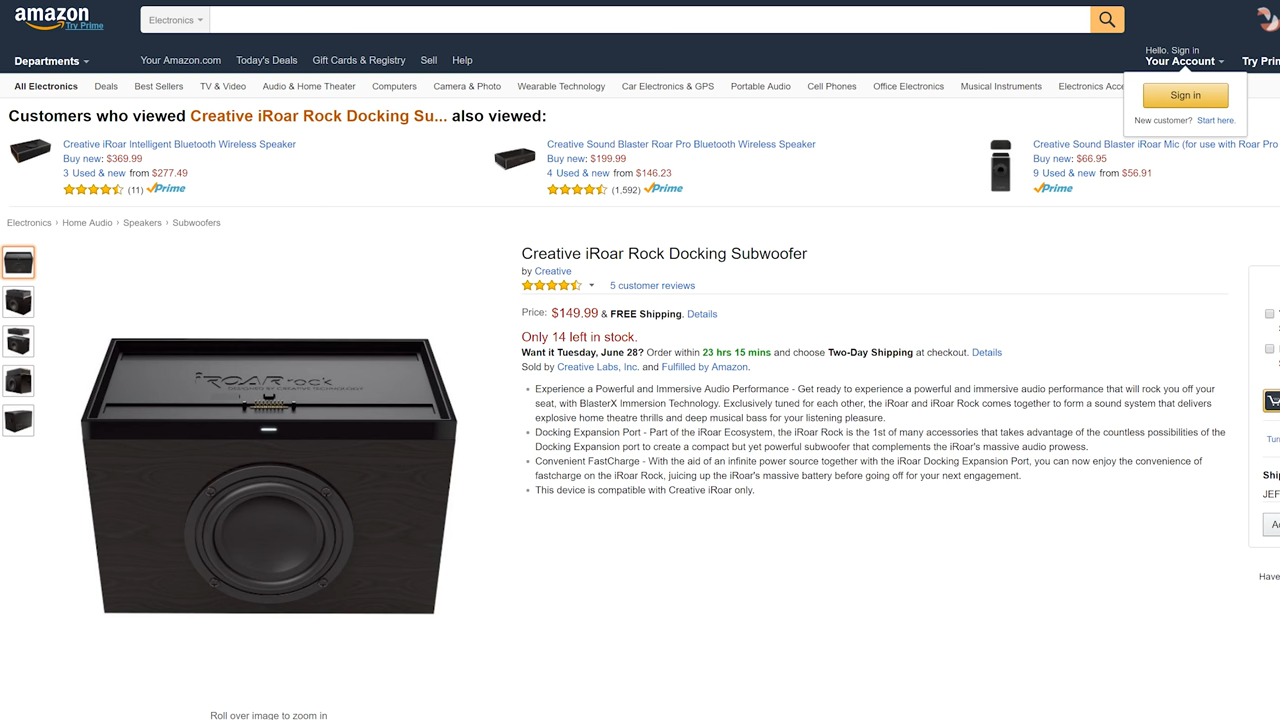 amazon
Try Prime
Electronics
Hello. Sign in
Departments
Your Amazon.com Today's Deals Gift Cards & Registry Sell Help
Your Account
Try Pri
All Electronics Deals Best Sellers TV & Video Audio & Home Theater Computers Camera & Photo Wearable Technology Car Electronics & GPS Portable Audio Cell Phones Office Electronics Musical Instruments Electronics Acce
Sign in
New customer? Start here.
Customers who viewed Creative iRoar Rock Docking Su... also viewed:
Creative iRoar Intelligent Bluetooth Wireless Speaker
Buy new: $369.99
3 Used & new from $277.49
(11) Prime
Creative Sound Blaster Roar Pro Bluetooth Wireless Speaker
Buy new: $199.99
4 Used & new from $146.23
(1,592) Prime
Creative Sound Blaster iRoar Mic (for use with Roar Pro
Buy new: $66.95
9 Used & new from $56.91
Prime
Electronics › Home Audio › Speakers › Subwoofers
Creative iRoar Rock Docking Subwoofer
by Creative
5 customer reviews
Price: $149.99 & FREE Shipping. Details
Only 14 left in stock.
Want it Tuesday, June 28? Order within 23 hrs 15 mins and choose Two-Day Shipping at checkout. Details
Sold by Creative Labs, Inc. and Fulfilled by Amazon.
• Experience a Powerful and Immersive Audio Performance - Get ready to experience a powerful and immersive audio performance that will rock you off your
seat, with BlasterX Immersion Technology. Exclusively tuned for each other, the iRoar and iRoar Rock comes together to form a sound system that delivers
explosive home theatre thrills and deep musical bass for your listening pleasure.
• Docking Expansion Port - Part of the iRoar Ecosystem, the iRoar Rock is the 1st of many accessories that takes advantage of the countless possibilities of the
Docking Expansion port to create a compact but yet powerful subwoofer that complements the iRoar's massive audio prowess.
• Convenient FastCharge - With the aid of an infinite power source together with the iRoar Docking Expansion Port, you can now enjoy the convenience of
fastcharge on the iRoar Rock, juicing up the iRoar's massive battery before going off for your next engagement.
• This device is compatible with Creative iRoar only.
iROAR rock
Tur
Shi
JEF
Have
Roll over image to zoom in